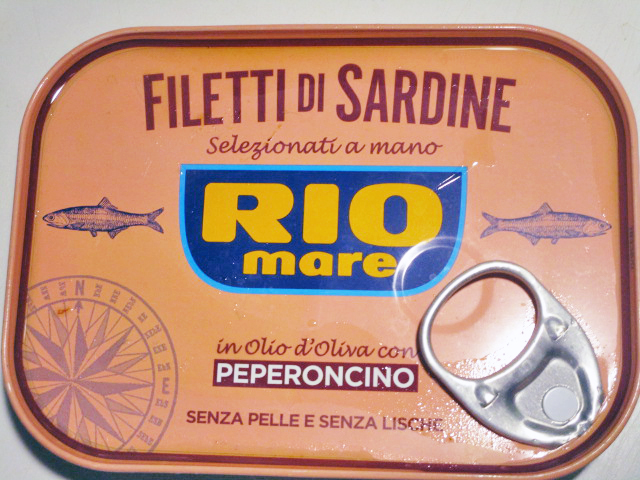 FILETTI DI SARDINE
Selezionati a mano
RIO
mare
N
E
in Olio d'Oliva con
PEPERONCINO
SENZA PELLE E SENZA LISCHE